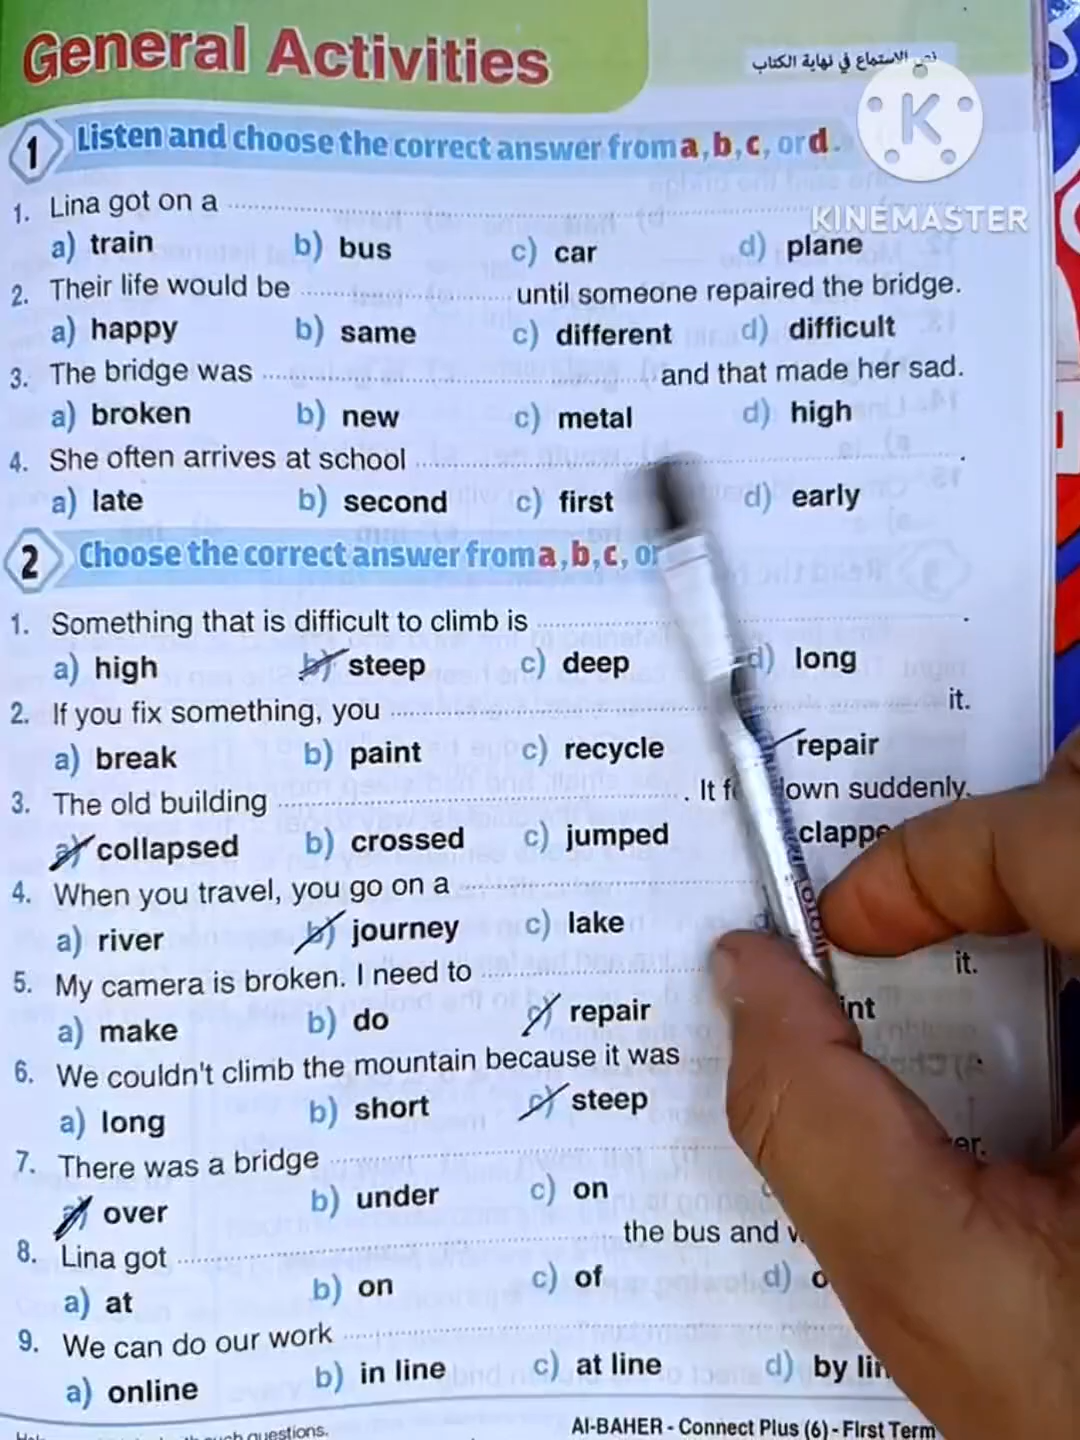 General Activities
نص الاستماع في نهاية الكتاب
K
KINEMASTER
1 Listen and choose the correct answer from a, b, c, or d.
1. Lina got on a
a) train b) bus c) car d) plane
2. Their life would be until someone repaired the bridge.
a) happy b) same c) different d) difficult
3. The bridge was and that made her sad.
a) broken b) new c) metal d) high
4. She often arrives at school .
a) late b) second c) first d) early
2 Choose the correct answer from a, b, c, or
1. Something that is difficult to climb is .
a) high b) steep c) deep d) long
2. If you fix something, you it.
a) break b) paint c) recycle repair
3. The old building . It own suddenly.
a) collapsed b) crossed c) jumped clappe
4. When you travel, you go on a
a) river b) journey c) lake
5. My camera is broken. I need to it.
a) make b) do c) repair int
6. We couldn't climb the mountain because it was .
a) long b) short c) steep
7. There was a bridge er.
a) over b) under c) on
8. Lina got the bus and
a) at b) on c) of d) o
9. We can do our work
a) online b) in line c) at line d) by lin
such questions.
Al-BAHER - Connect Plus (6) - First Term